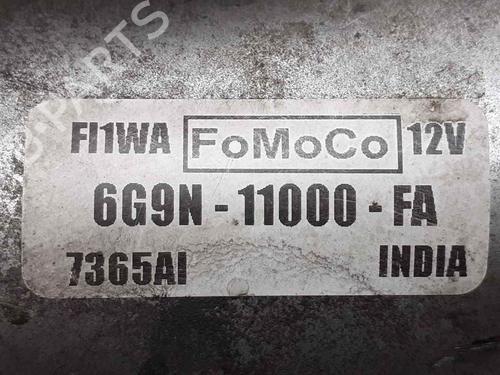 FI1WA FoMoCo 12V
6G9N - 11000 - FA
7365AI INDIA